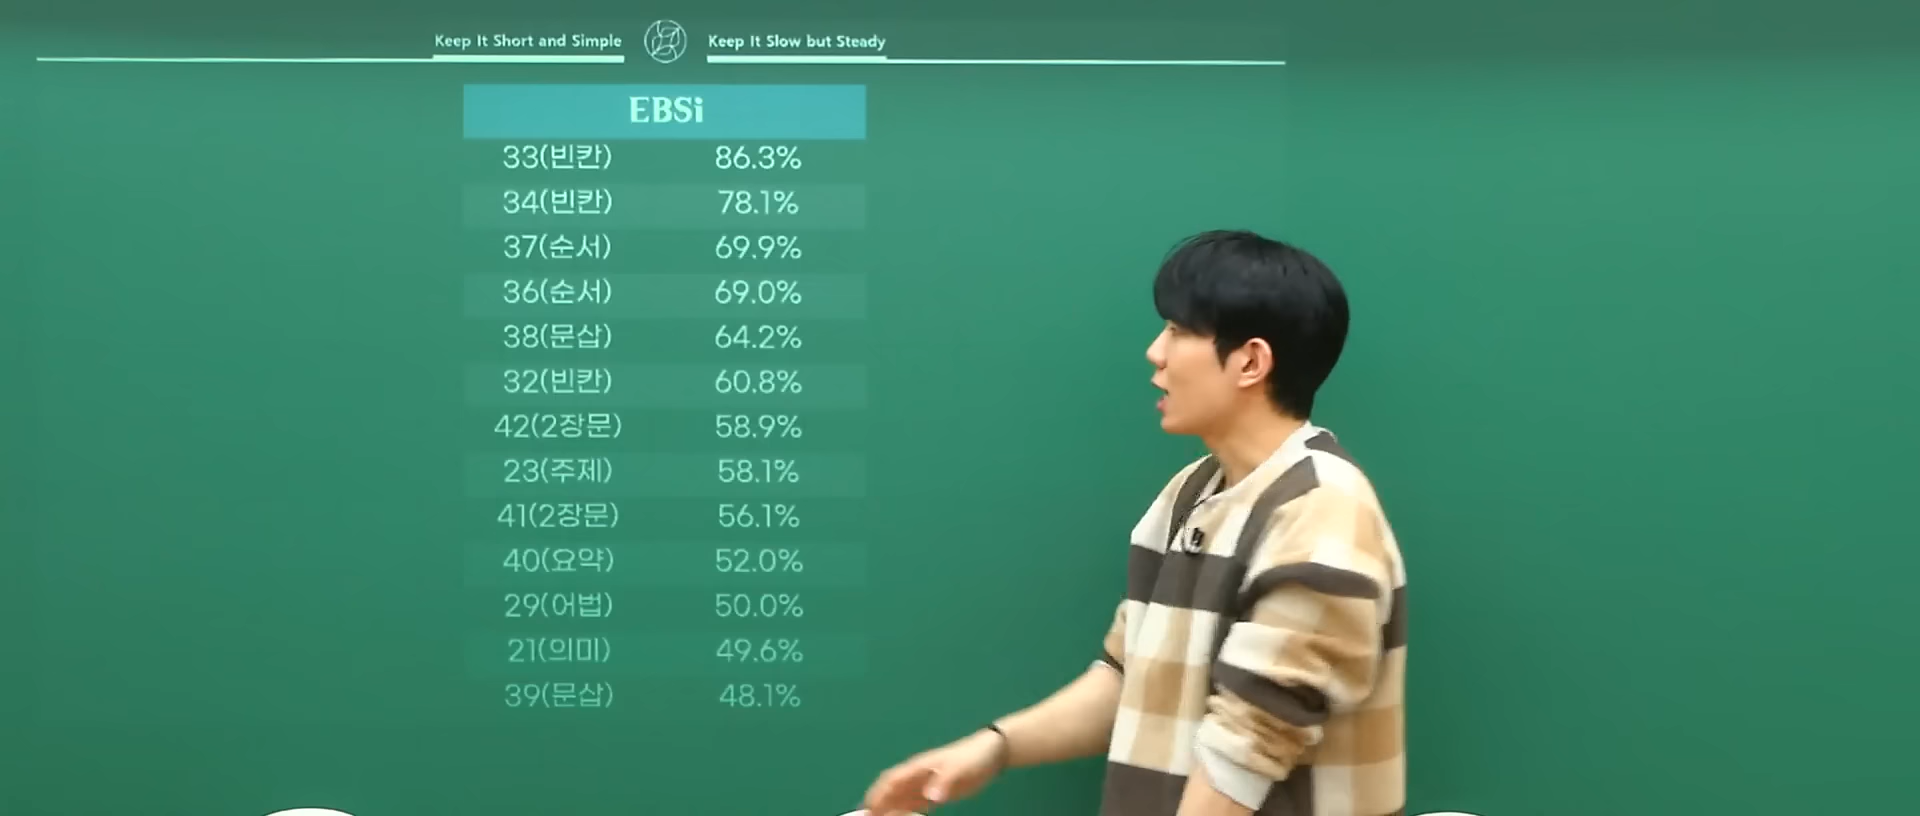 Keep It Short and Simple Keep It Slow but Steady
EBSi
33(빈칸) 86.3%
34(빈칸) 78.1%
37(순서) 69.9%
36(순서) 69.0%
38(문삽) 64.2%
32(빈칸) 60.8%
42(2장문) 58.9%
23(주제) 58.1%
41(2장문) 56.1%
40(요약) 52.0%
29(어법) 50.0%
21(의미) 49.6%
39(문삽) 48.1%